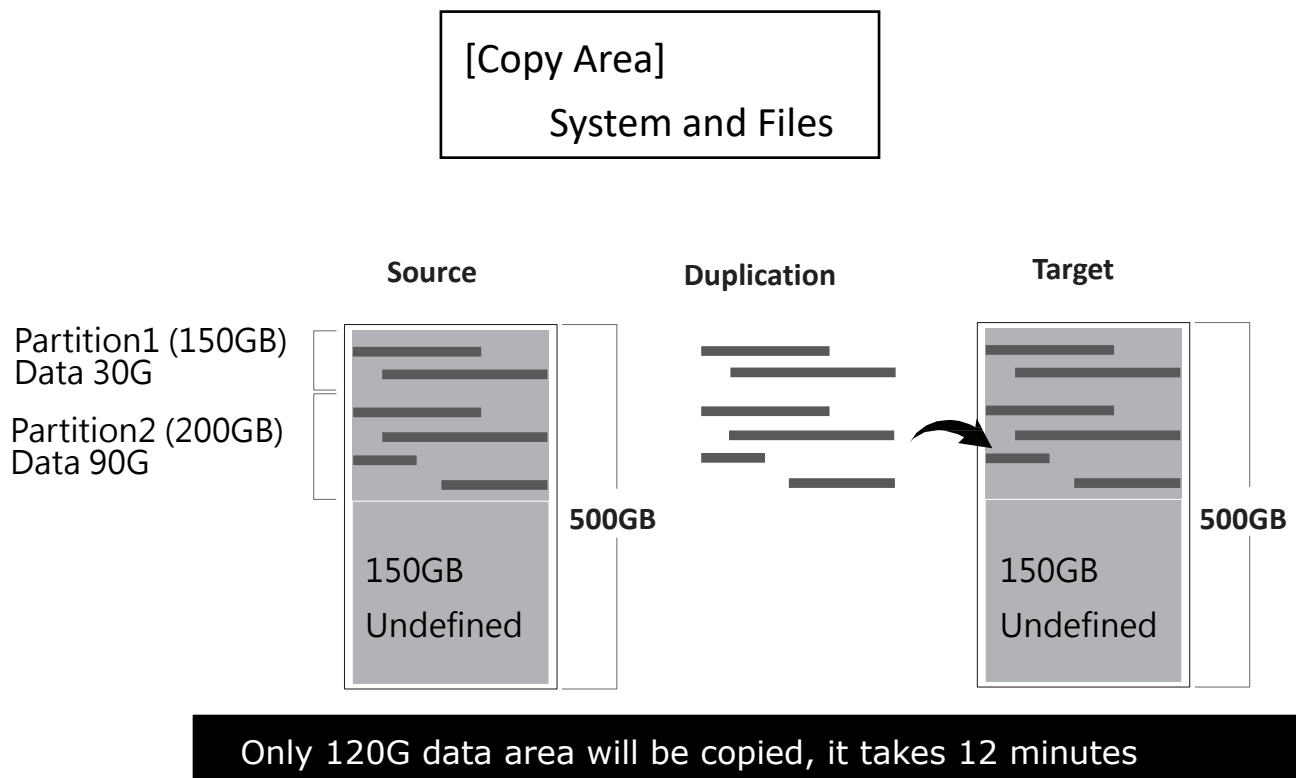 [Copy Area]
System and Files
Source
Duplication
Target
Partition1 (150GB)
Data 30G
Partition2 (200GB)
Data 90G
500GB
500GB
150GB
Undefined
150GB
Undefined
Only 120G data area will be copied, it takes 12 minutes